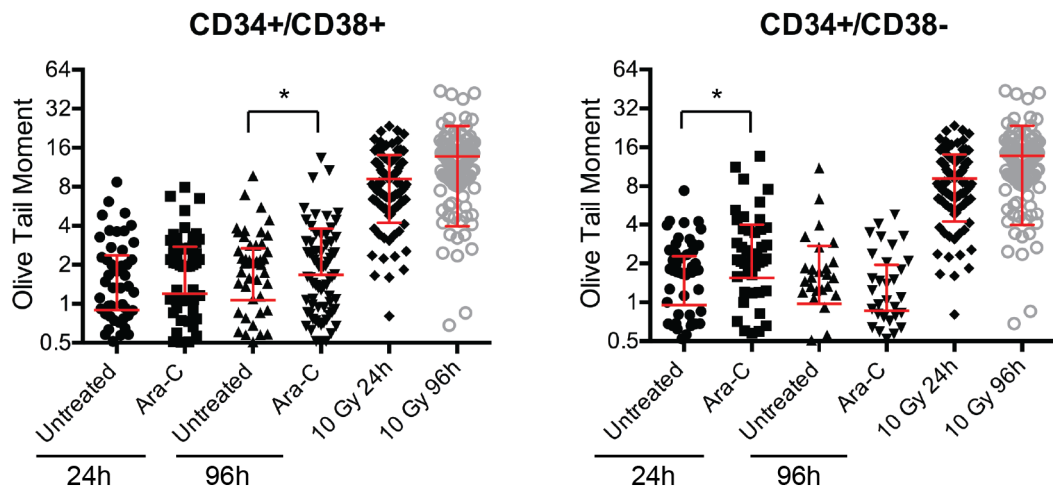 CD34+/CD38+
Olive Tail Moment
64
32
16
8
4
2
1
0.5
*
Untreated
Ara-C
Untreated
Ara-C
10 Gy 24h
10 Gy 96h
24h
96h
CD34+/CD38-
Olive Tail Moment
64
32
16
8
4
2
1
0.5
*
Untreated
Ara-C
Untreated
Ara-C
10 Gy 24h
10 Gy 96h
24h
96h